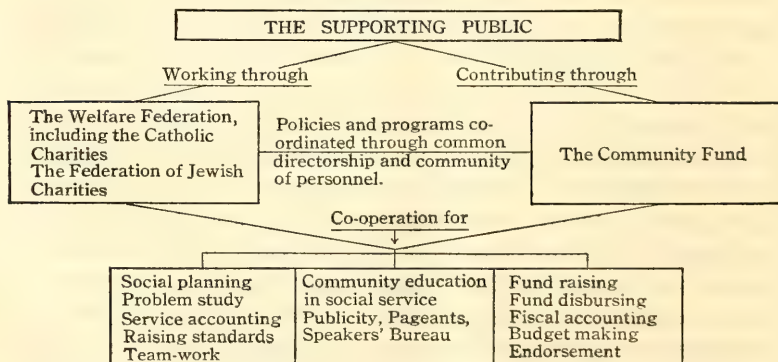 THE SUPPORTING PUBLIC
Working through
Contributing through
The Welfare Federation,
including the Catholic
Charities
The Federation of Jewish
Charities
Policies and programs co-
ordinated through common
directorship and community
of personnel.
The Community Fund
Co-operation for
Social planning
Problem study
Service accounting
Raising standards
Team-work
Community education
in social service
Publicity, Pageants,
Speakers' Bureau
Fund raising
Fund disbursing
Fiscal accounting
Budget making
Endorsement